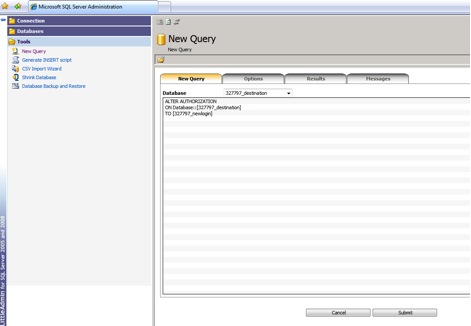 Microsoft SQL Server Administration
Connection
Databases
Tools
New Query
Generate INSERT script
CSV Import Wizard
Shrink Database
Database Backup and Restore
New Query
New Query
New Query
Options
Results
Messages
Database
327797_destination
ALTER AUTHORIZATION
ON Database::[327797_destination]
TO [327797_newlogin]
Cancel
Submit
LittleAdmin for SQL Server 2005 and 2008